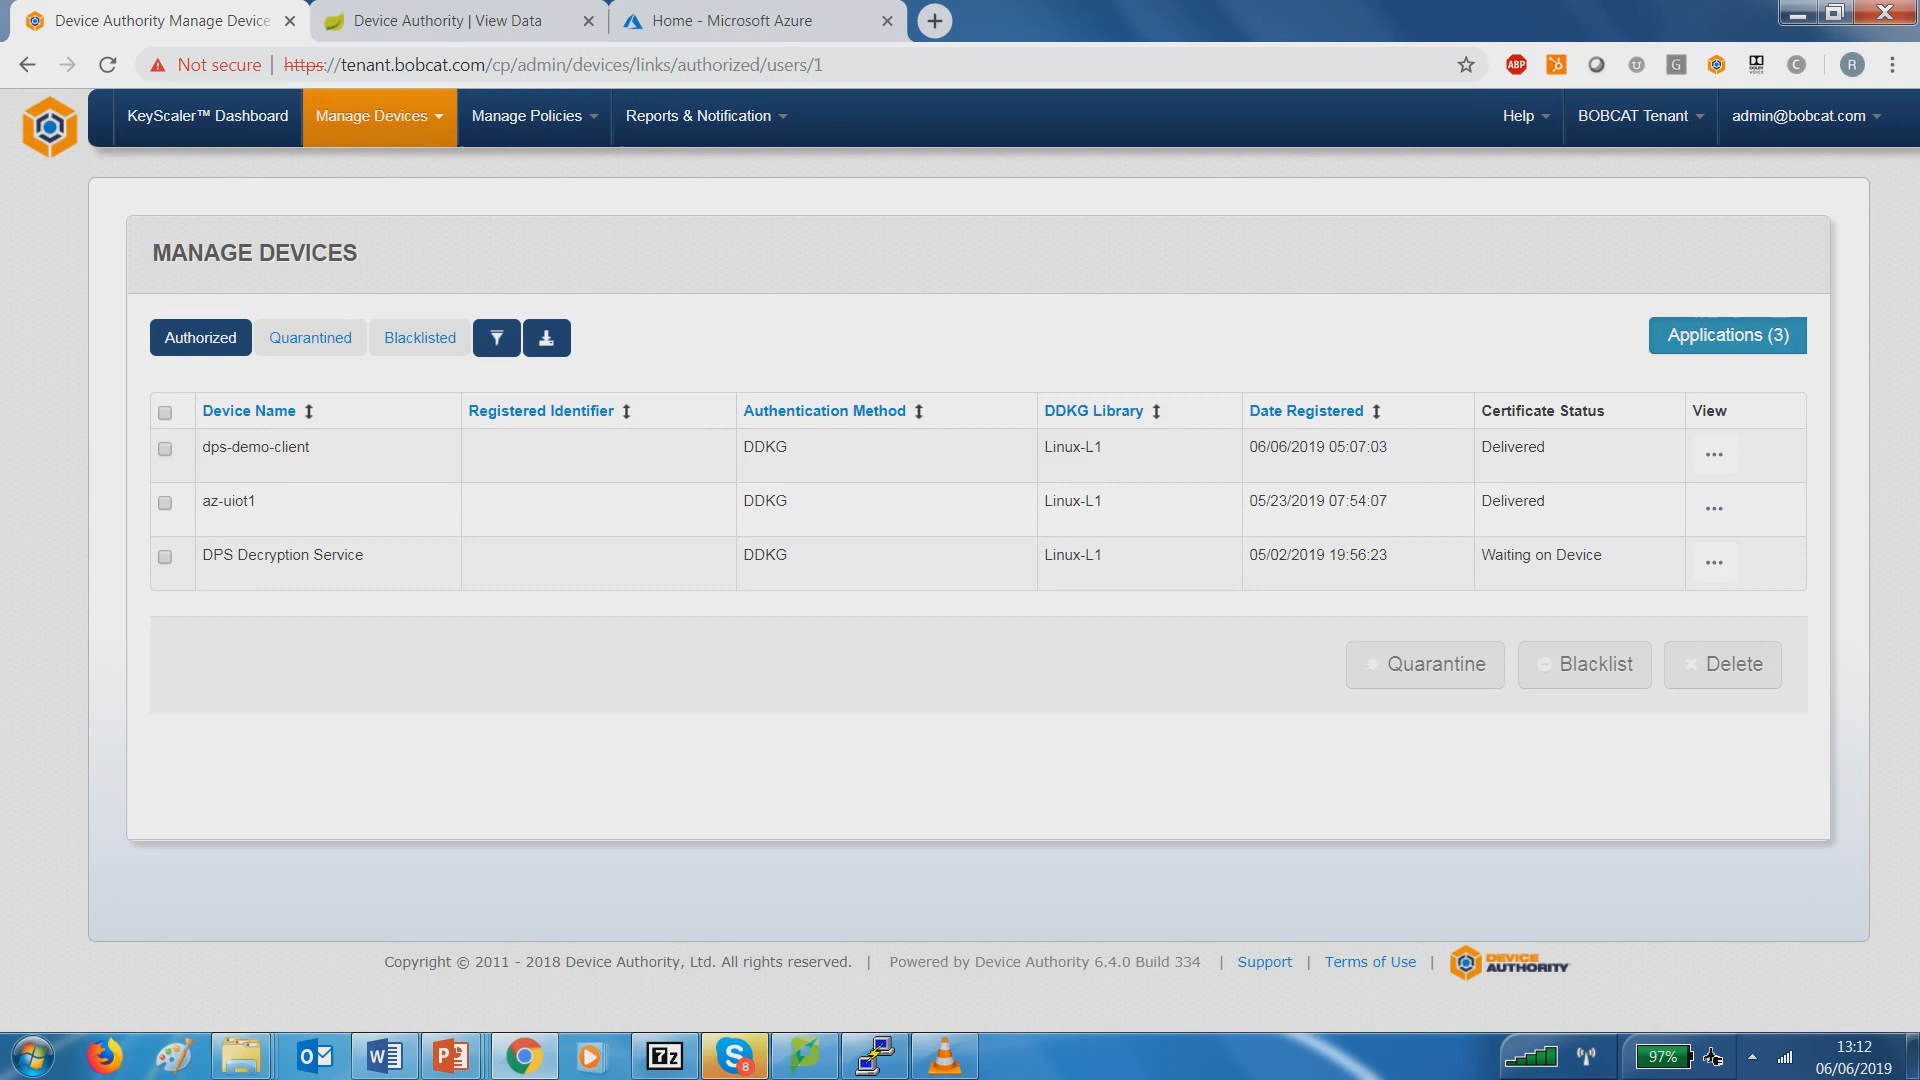 Device Authority Manage Device
Device Authority | View Data
Home - Microsoft Azure
Not secure | https://tenant.bobcat.com/cp/admin/devices/links/authorized/users/1
ABP
U
G
DOLBY VOICE
C
R
KeyScaler™ Dashboard
Manage Devices
Manage Policies
Reports & Notification
Help
BOBCAT Tenant
admin@bobcat.com
MANAGE DEVICES
Authorized
Quarantined
Blacklisted
Applications (3)
Device Name Registered Identifier Authentication Method DDKG Library Date Registered Certificate Status View
dps-demo-client DDKG Linux-L1 06/06/2019 05:07:03 Delivered ...
az-uiot1 DDKG Linux-L1 05/23/2019 07:54:07 Delivered ...
DPS Decryption Service DDKG Linux-L1 05/02/2019 19:56:23 Waiting on Device ...
Quarantine
Blacklist
Delete
Copyright © 2011 - 2018 Device Authority, Ltd. All rights reserved. | Powered by Device Authority 6.4.0 Build 334 | Support | Terms of Use |
DEVICE
AUTHORITY
7z
8
97%
13:12
06/06/2019